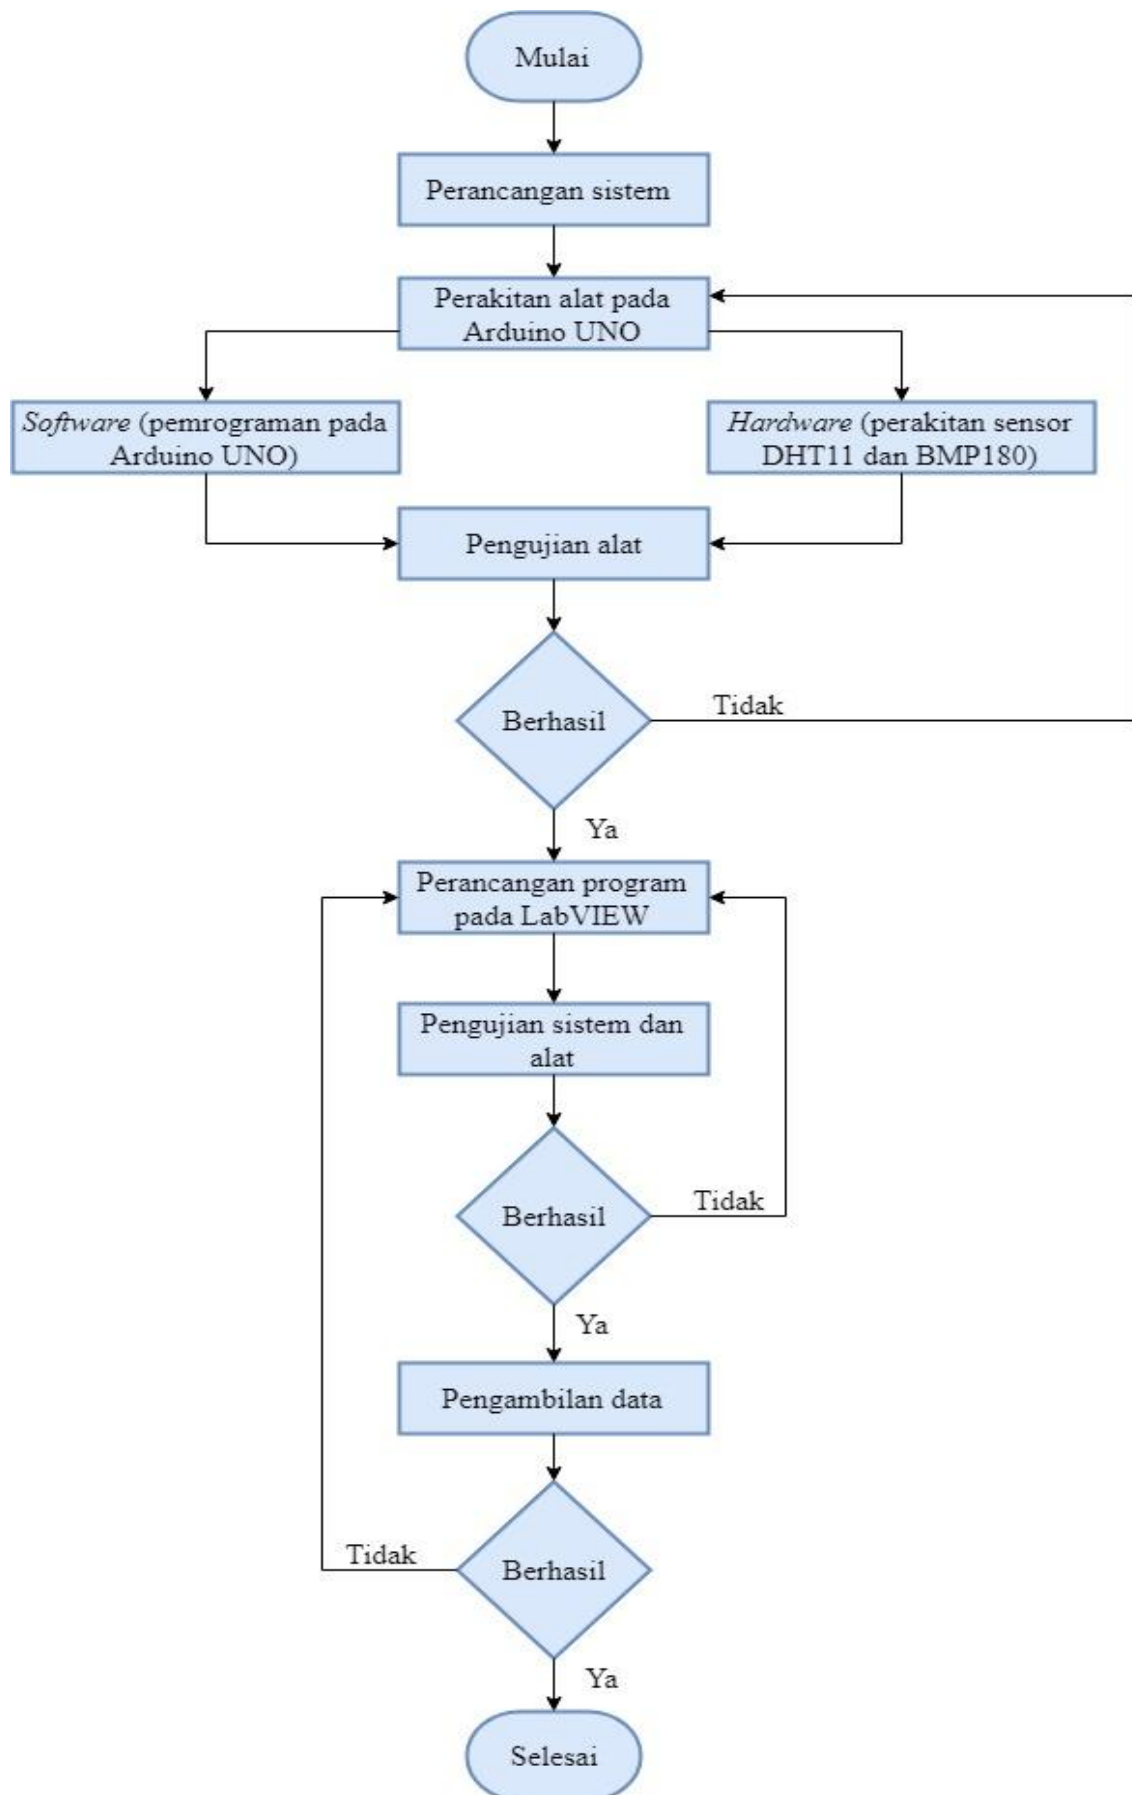 Mulai
Perancangan sistem
Perakitan alat pada
Arduino UNO
Software (pemrograman pada
Arduino UNO)
Hardware (perakitan sensor
DHT11 dan BMP180)
Pengujian alat
Berhasil
Tidak
Ya
Perancangan program
pada LabVIEW
Pengujian sistem dan
alat
Berhasil
Tidak
Ya
Pengambilan data
Berhasil
Tidak
Ya
Selesai